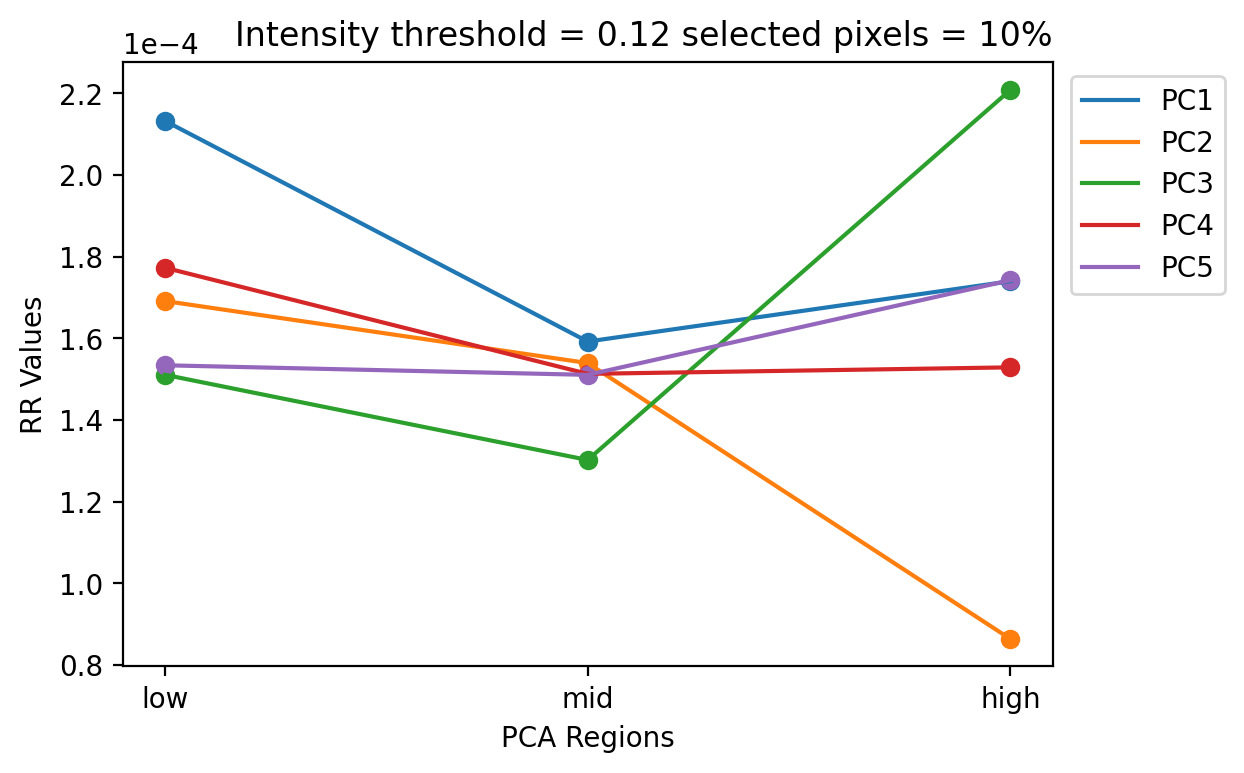 1e−4
Intensity threshold = 0.12 selected pixels = 10%
2.2
2.0
1.8
1.6
1.4
1.2
1.0
0.8
RR Values
low
mid
high
PCA Regions
PC1
PC2
PC3
PC4
PC5